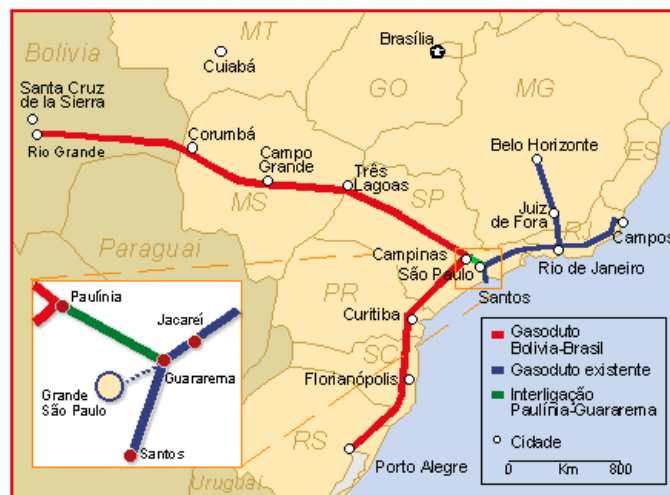 Bolivia
MT
Brasília
Cuiabá
GO
MG
Santa Cruz
de la Sierra
Rio Grande
Corumbá
Belo Horizonte
ES
Campo
Grande
Três
Lagoas
MS
SP
Juiz
de Fora
RJ
Campos
Paraguai
Campinas
São Paulo
Rio de Janeiro
Santos
PR
Curitiba
SC
Florianópolis
RS
Porto Alegre
Uruguai
Paulínia
Jacareí
Guararema
Grande
São Paulo
Santos
Gasoduto
Bolivia-Brasil
Gasoduto existente
Interligação
Paulínia-Guararema
Cidade
0 Km 800